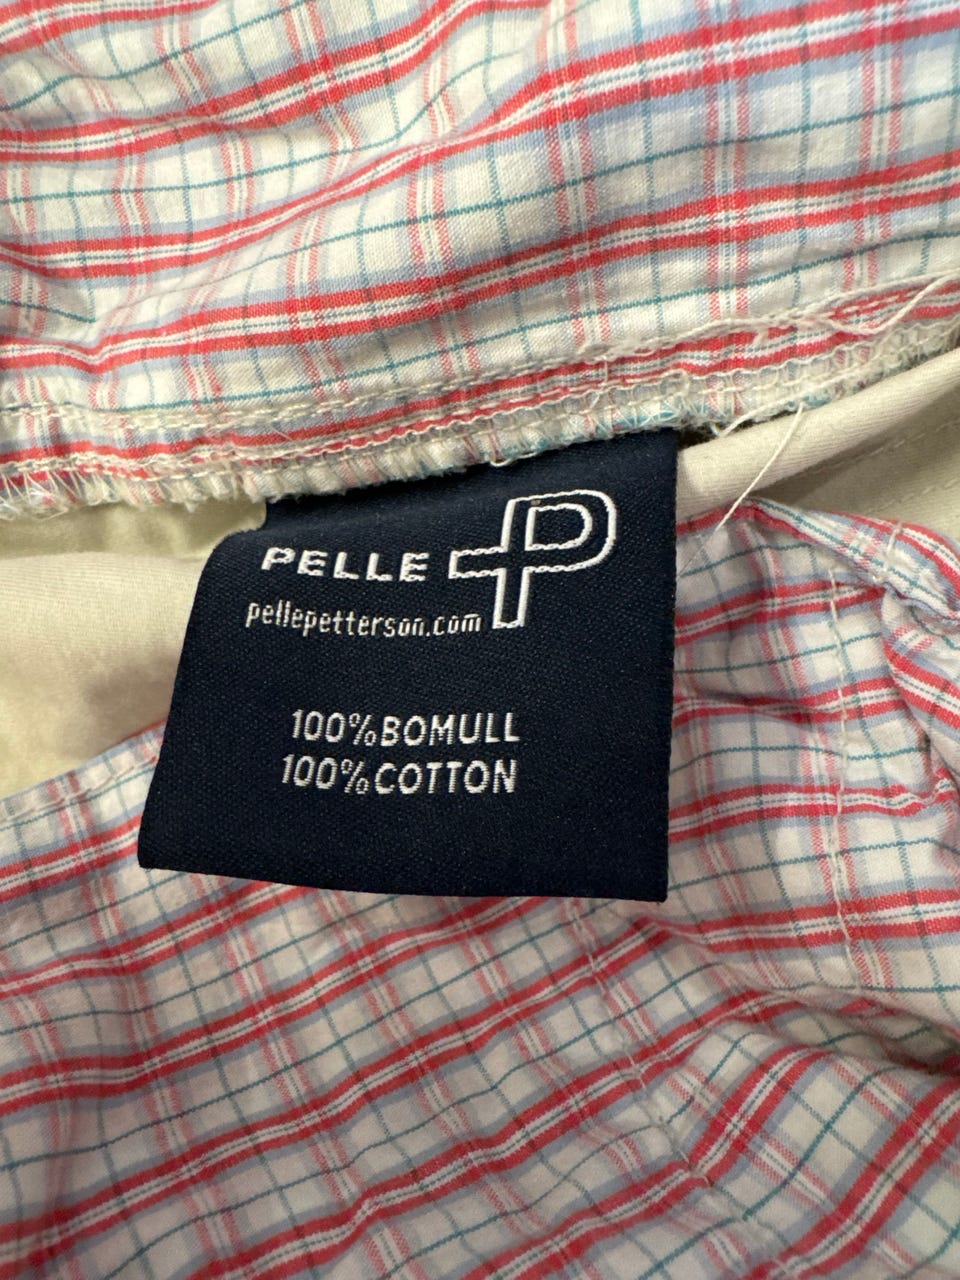 PELLE P
pellepetterson.com
100% BOMULL
100% COTTON